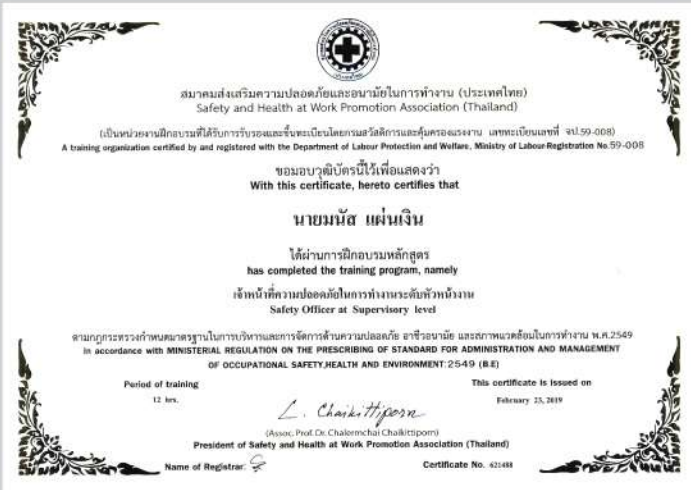 สมาคมส่งเสริมความปลอดภัยและอนามัยในการทำงาน (ประเทศไทย)
Safety and Health at Work Promotion Association (Thailand)
(เป็นหน่วยงานฝึกอบรมที่ได้รับการรับรองและขึ้นทะเบียนโดยกรมสวัสดิการและคุ้มครองแรงงาน เลขทะเบียนเลขที่ จป.59-008)
A training organization certified by and registered with the Department of Labour Protection and Welfare, Ministry of Labour-Registration No.59-008
ขอมอบวุฒิบัตรนี้ไว้เพื่อแสดงว่า
With this certificate, hereto certifies that
นายมนัส แผ่นเงิน
ได้ผ่านการฝึกอบรมหลักสูตร
has completed the training program, namely
เจ้าหน้าที่ความปลอดภัยในการทำงานระดับหัวหน้างาน
Safety Officer at Supervisory level
ตามกฎกระทรวงกำหนดมาตรฐานในการบริหารและการจัดการด้านความปลอดภัย อาชีวอนามัย และสภาพแวดล้อมในการทำงาน พ.ศ.2549
in accordance with MINISTERIAL REGULATION ON THE PRESCRIBING OF STANDARD FOR ADMINISTRATION AND MANAGEMENT
OF OCCUPATIONAL SAFETY,HEALTH AND ENVIRONMENT:2549 (B.E)
Period of training
12 hrs.
This certificate is issued on
February 23, 2019
L. Chaikittiporn
(Assoc. Prof. Dr. Chalermchai Chaikittiporn)
President of Safety and Health at Work Promotion Association (Thailand)
Name of Registrar.
Certificate No. 621488